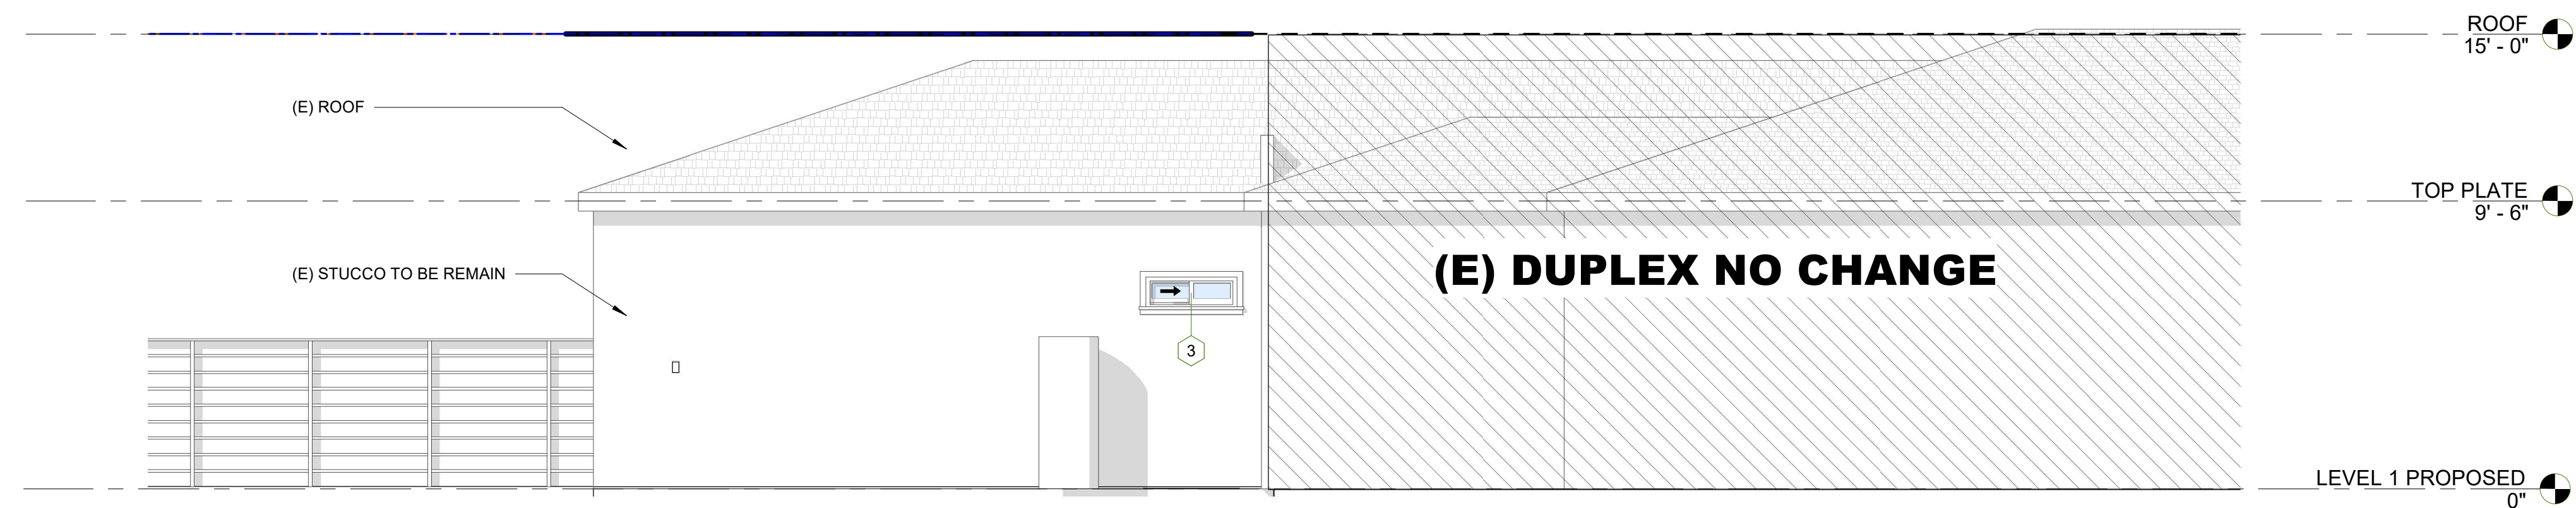 ROOF
15' - 0"
(E) ROOF
TOP PLATE
9' - 6"
(E) STUCCO TO BE REMAIN
(E) DUPLEX NO CHANGE
3
LEVEL 1 PROPOSED
0"